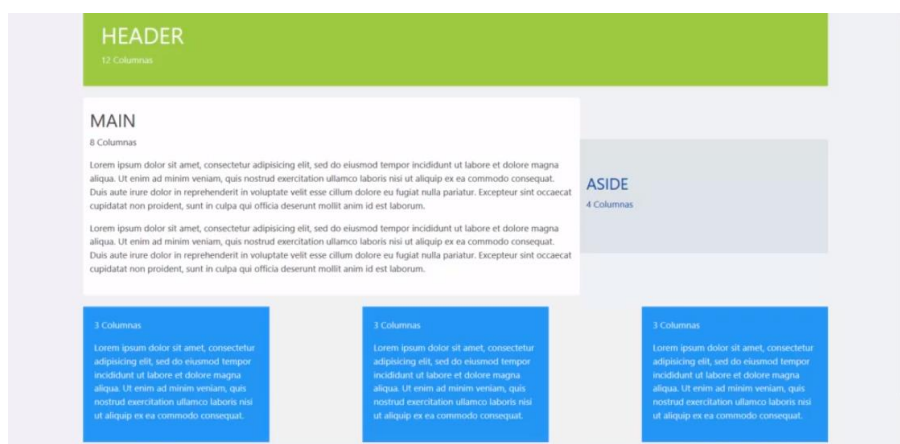 HEADER
12 Columnas
MAIN
8 Columnas
Lorem ipsum dolor sit amet, consectetur adipisicing elit, sed do eiusmod tempor incididunt ut labore et dolore magna
aliqua. Ut enim ad minim veniam, quis nostrud exercitation ullamco laboris nisi ut aliquip ex ea commodo consequat.
Duis aute irure dolor in reprehenderit in voluptate velit esse cillum dolore eu fugiat nulla pariatur. Excepteur sint occaecat
cupidatat non proident, sunt in culpa qui officia deserunt mollit anim id est laborum.
Lorem ipsum dolor sit amet, consectetur adipisicing elit, sed do eiusmod tempor incididunt ut labore et dolore magna
aliqua. Ut enim ad minim veniam, quis nostrud exercitation ullamco laboris nisi ut aliquip ex ea commodo consequat.
Duis aute irure dolor in reprehenderit in voluptate velit esse cillum dolore eu fugiat nulla pariatur. Excepteur sint occaecat
cupidatat non proident, sunt in culpa qui officia deserunt mollit anim id est laborum.
ASIDE
4 Columnas
3 Columnas
Lorem ipsum dolor sit amet, consectetur
adipisicing elit, sed do eiusmod tempor
incididunt ut labore et dolore magna
aliqua. Ut enim ad minim veniam, quis
nostrud exercitation ullamco laboris nisi
ut aliquip ex ea commodo consequat.
3 Columnas
Lorem ipsum dolor sit amet, consectetur
adipisicing elit, sed do eiusmod tempor
incididunt ut labore et dolore magna
aliqua. Ut enim ad minim veniam, quis
nostrud exercitation ullamco laboris nisi
ut aliquip ex ea commodo consequat.
3 Columnas
Lorem ipsum dolor sit amet, consectetur
adipisicing elit, sed do eiusmod tempor
incididunt ut labore et dolore magna
aliqua. Ut enim ad minim veniam, quis
nostrud exercitation ullamco laboris nisi
ut aliquip ex ea commodo consequat.